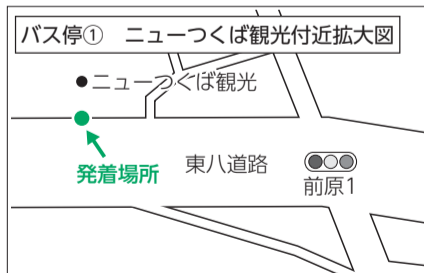 バス停① ニューつくば観光付近拡大図
●ニューつくば観光
発着場所
東八道路
前原1